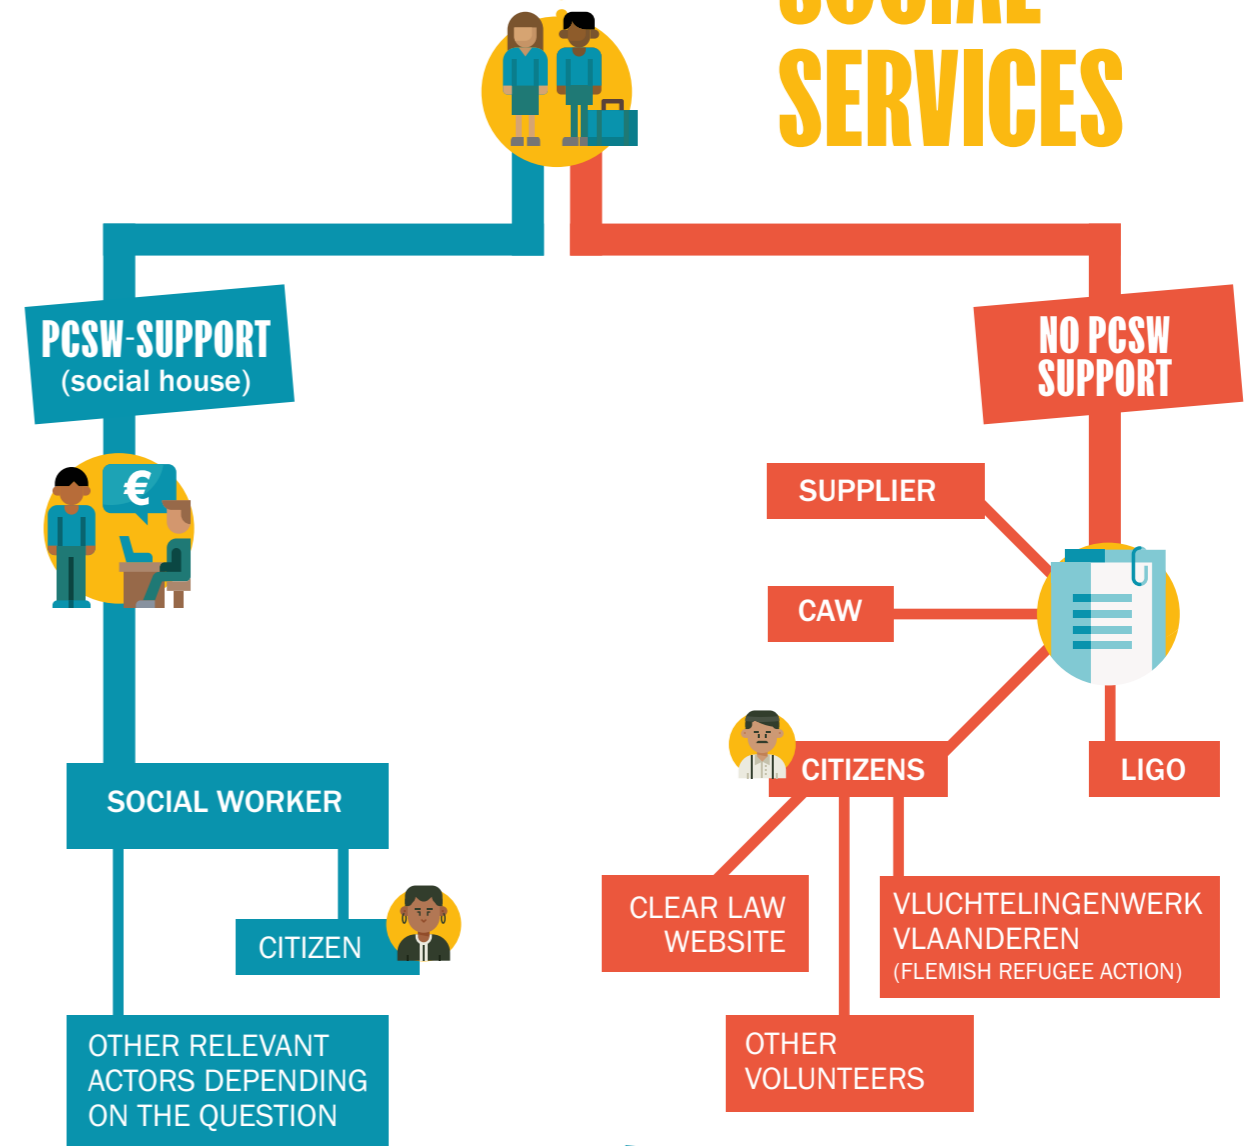 SOCIAL
SERVICES
PCSW-SUPPORT
(social house)
NO PCSW
SUPPORT
€
SUPPLIER
CAW
CITIZENS
LIGO
SOCIAL WORKER
CITIZEN
OTHER RELEVANT
ACTORS DEPENDING
ON THE QUESTION
CLEAR LAW
WEBSITE
VLUCHTELINGENWERK
VLAANDEREN
(FLEMISH REFUGEE ACTION)
OTHER
VOLUNTEERS